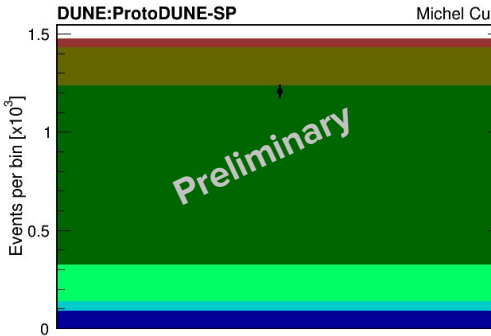 DUNE:ProtoDUNE-SP Michel Cu
1.5
1
0.5
0
Events per bin [x10³]
Preliminary